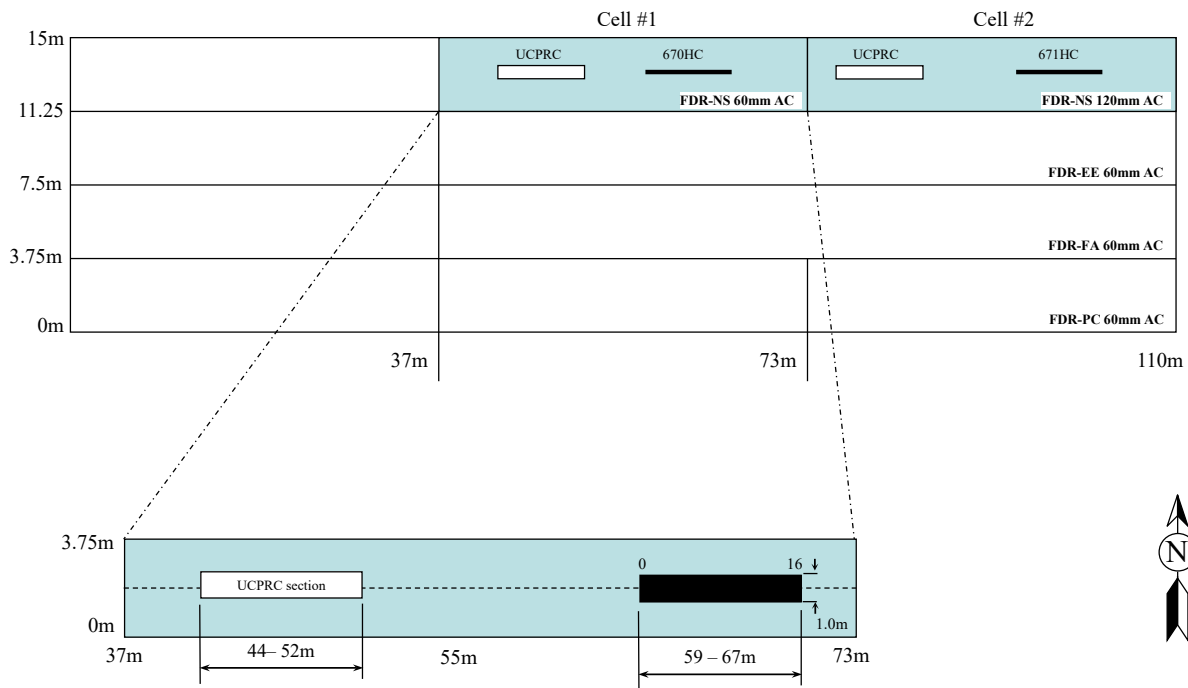 Cell #1
Cell #2
15m
UCPRC
670HC
UCPRC
671HC
FDR-NS 60mm AC
FDR-NS 120mm AC
11.25
FDR-EE 60mm AC
7.5m
FDR-FA 60mm AC
3.75m
FDR-PC 60mm AC
0m
37m
73m
110m
3.75m
0
16
UCPRC section
N
0m
1.0m
37m
44– 52m
55m
59 – 67m
73m